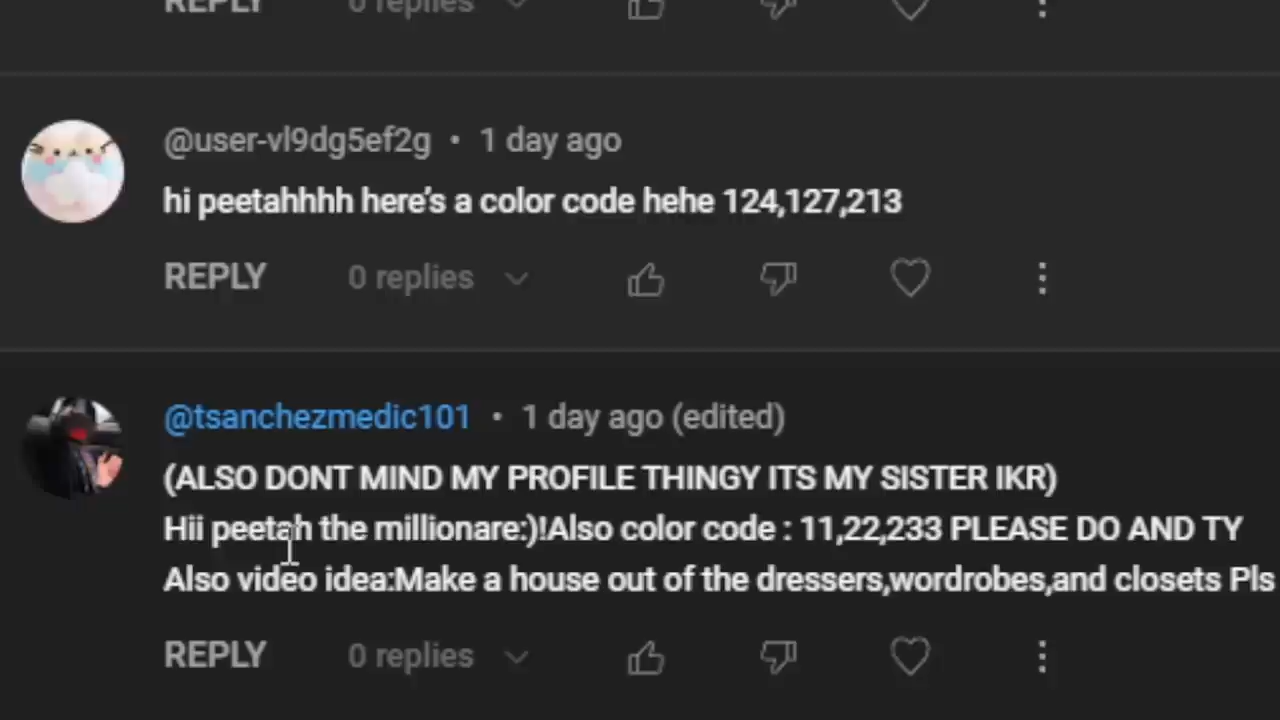 REPLY 0 replies
@user-vl9dg5ef2g • 1 day ago
hi peetahhhh here's a color code hehe 124,127,213
REPLY 0 replies
@tsanchezmedic101 • 1 day ago (edited)
(ALSO DONT MIND MY PROFILE THINGY ITS MY SISTER IKR)
Hii peetah the millionare:)!Also color code : 11,22,233 PLEASE DO AND TY
Also video idea:Make a house out of the dressers,wordrobes,and closets Pls
REPLY 0 replies